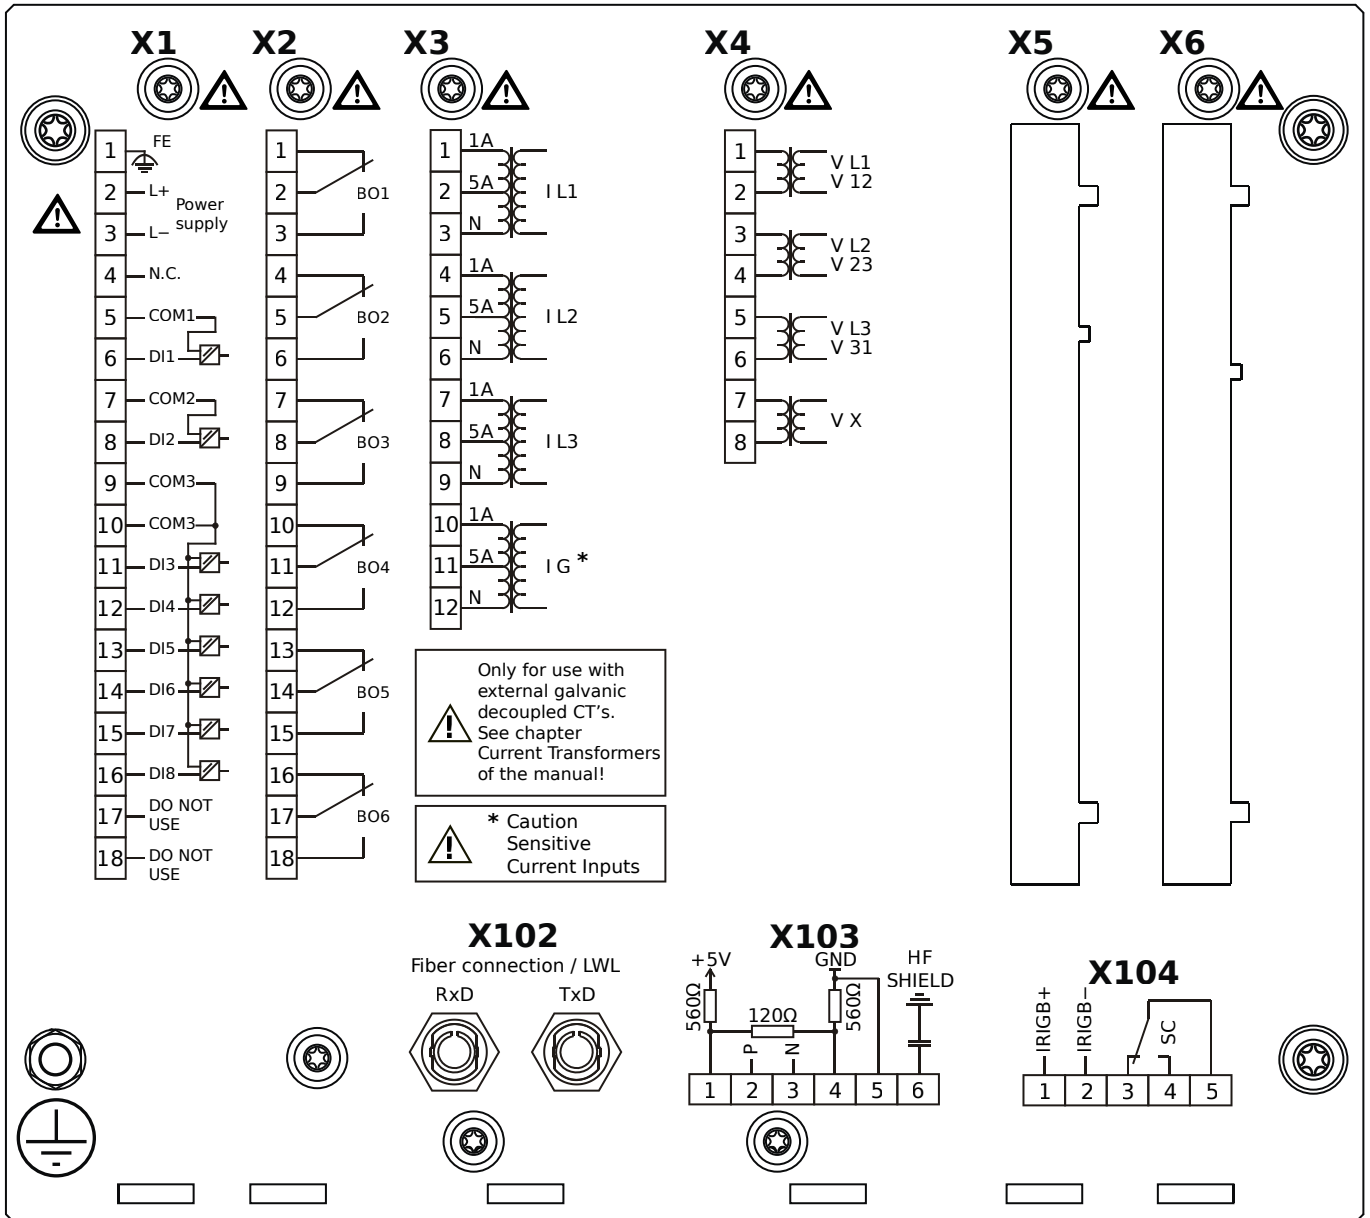 X1
X2
X3
X4
X5
X6
1
FE
2
L+
Power
supply
3
L−
4
N.C.
5
COM1
6
DI1
7
COM2
8
DI2
9
COM3
10
COM3
11
DI3
12
DI4
13
DI5
14
DI6
15
DI7
16
DI8
17
DO NOT
USE
18
DO NOT
USE
1
2
BO1
3
4
5
BO2
6
7
8
BO3
9
10
11
BO4
12
13
14
BO5
15
16
17
BO6
18
1
1A
2
5A
I L1
3
N
4
1A
5
5A
I L2
6
N
7
1A
8
5A
I L3
9
N
10
1A
11
5A
I G *
12
N
Only for use with
external galvanic
decoupled CT's.
See chapter
Current Transformers
of the manual!
* Caution
Sensitive
Current Inputs
1
V L1
2
V 12
3
V L2
4
V 23
5
V L3
6
V 31
7
V X
8
X102
Fiber connection / LWL
RxD
TxD
X103
+5V
GND
HF
SHIELD
560Ω
120Ω
560Ω
P
N
1 2 3 4 5 6
X104
IRIGB+
IRIGB−
SC
1 2 3 4 5